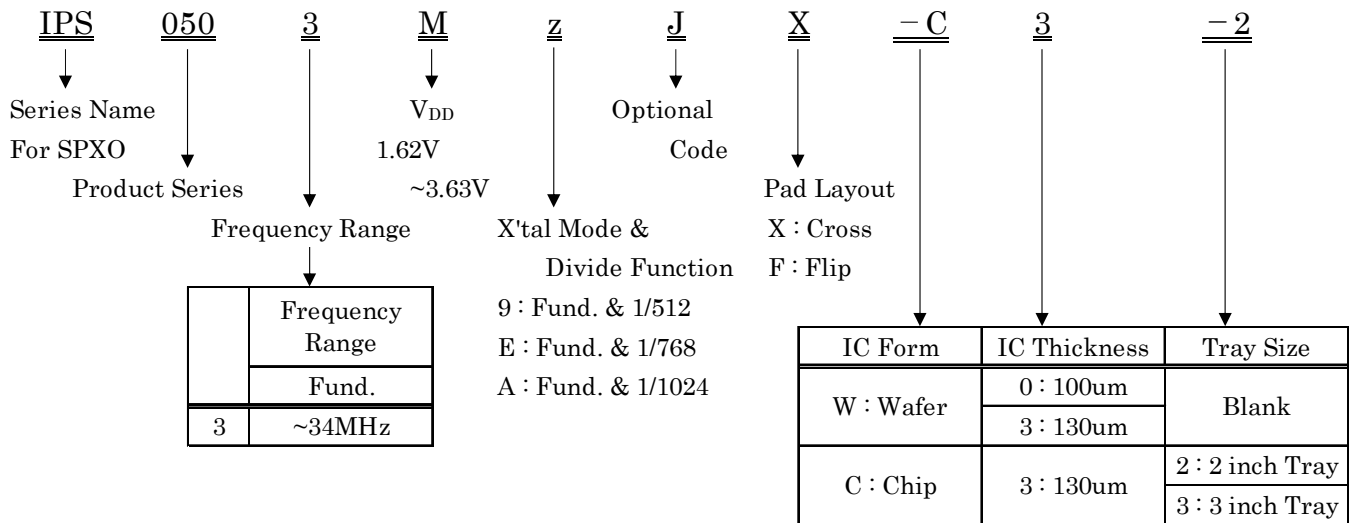 IPS 050 3 M z J X －C 3 －2
Series Name
For SPXO
Product Series
Frequency Range
VDD
1.62V
~3.63V
X'tal Mode &
Divide Function
9：Fund. & 1/512
E：Fund. & 1/768
A：Fund. & 1/1024
Optional
Code
Pad Layout
X：Cross
F：Flip
Frequency
Range
Fund.
3 ~34MHz
IC Form IC Thickness Tray Size
W：Wafer 0：100um Blank
3：130um
C：Chip 3：130um 2：2 inch Tray
3：3 inch Tray